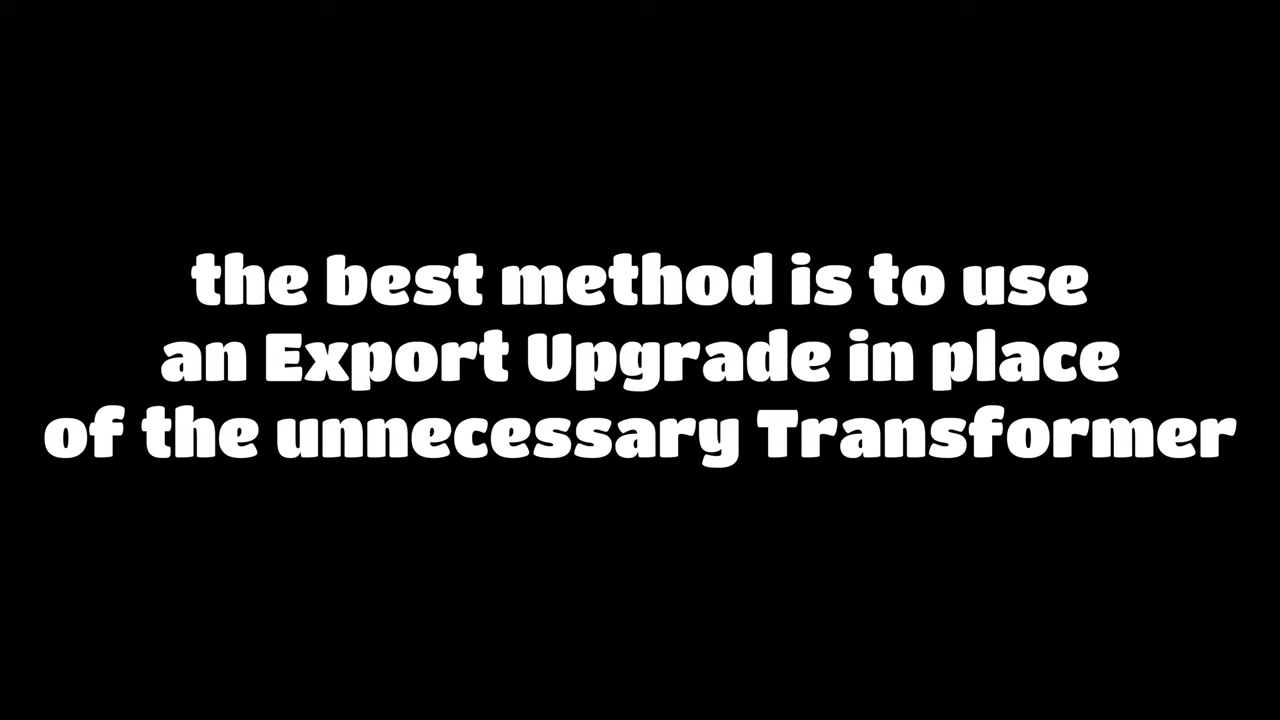 the best method is to use
an Export Upgrade in place
of the unnecessary Transformer